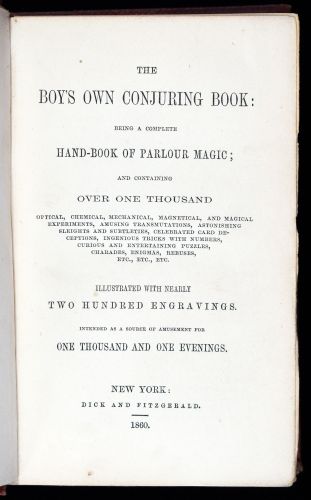 THE
BOY'S OWN CONJURING BOOK:
BEING A COMPLETE
HAND-BOOK OF PARLOUR MAGIC;
AND CONTAINING
OVER ONE THOUSAND
OPTICAL, CHEMICAL, MECHANICAL, MAGNETICAL, AND MAGICAL
EXPERIMENTS, AMUSING TRANSMUTATIONS, ASTONISHING
SLEIGHTS AND SUBTLETIES, CELEBRATED CARD DE-
CEPTIONS, INGENIOUS TRICKS WITH NUMBERS,
CURIOUS AND ENTERTAINING PUZZLES,
CHARADES, ENIGMAS, REBUSES,
ETC., ETC., ETC.
ILLUSTRATED WITH NEARLY
TWO HUNDRED ENGRAVINGS.
INTENDED AS A SOURCE OF AMUSEMENT FOR
ONE THOUSAND AND ONE EVENINGS.
NEW YORK:
DICK AND FITZGERALD.
1860.